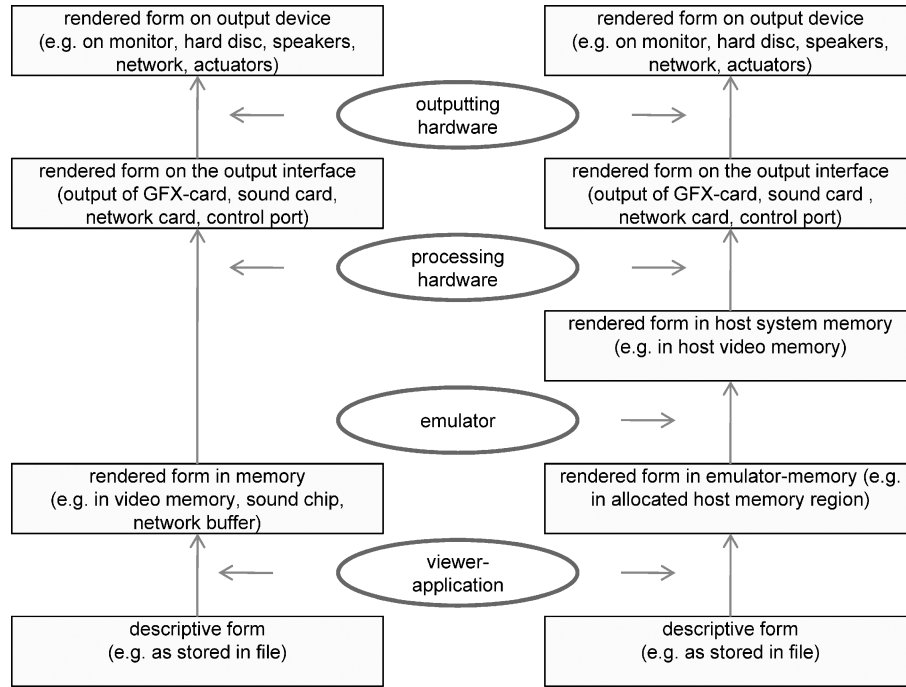 rendered form on output device
(e.g. on monitor, hard disc, speakers,
network, actuators)
rendered form on output device
(e.g. on monitor, hard disc, speakers,
network, actuators)
outputting
hardware
rendered form on the output interface
(output of GFX-card, sound card,
network card, control port)
rendered form on the output interface
(output of GFX-card, sound card ,
network card, control port)
processing
hardware
rendered form in host system memory
(e.g. in host video memory)
emulator
rendered form in memory
(e.g. in video memory, sound chip,
network buffer)
rendered form in emulator-memory (e.g.
in allocated host memory region)
viewer-
application
descriptive form
(e.g. as stored in file)
descriptive form
(e.g. as stored in file)